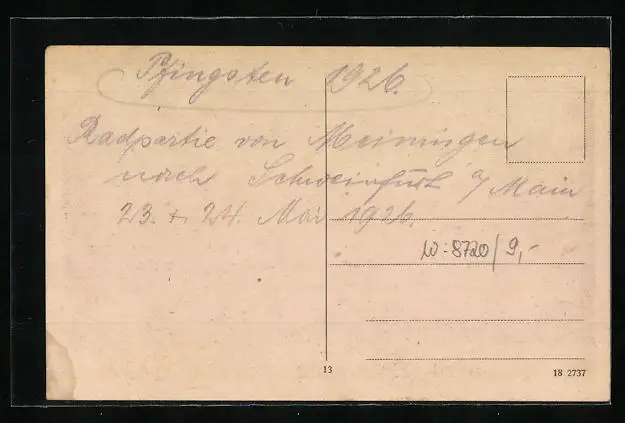 Pfingsten 1926.
Radpartie von Meiningen
nach Schweinfurt a/ Main
23. + 24. Mai 1926.
W:8720/9,-
13
18 2737